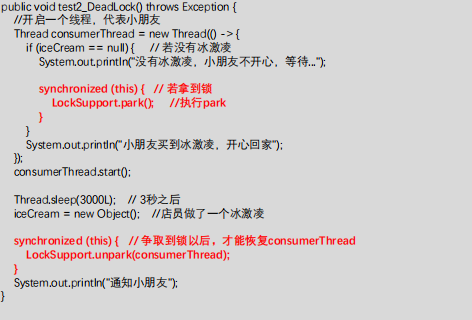 public void test2_DeadLock() throws Exception {
//开启一个线程，代表小朋友
Thread consumerThread = new Thread(() -> {
if (iceCream == null) { // 若没有冰激凌
System.out.println("没有冰激凌，小朋友不开心，等待...");
synchronized (this) { // 若拿到锁
LockSupport.park(); //执行park
}
}
System.out.println("小朋友买到冰激凌，开心回家");
});
consumerThread.start();
Thread.sleep(3000L); // 3秒之后
iceCream = new Object(); //店员做了一个冰激凌
synchronized (this) { // 争取到锁以后，才能恢复consumerThread
LockSupport.unpark(consumerThread);
}
System.out.println("通知小朋友");
}